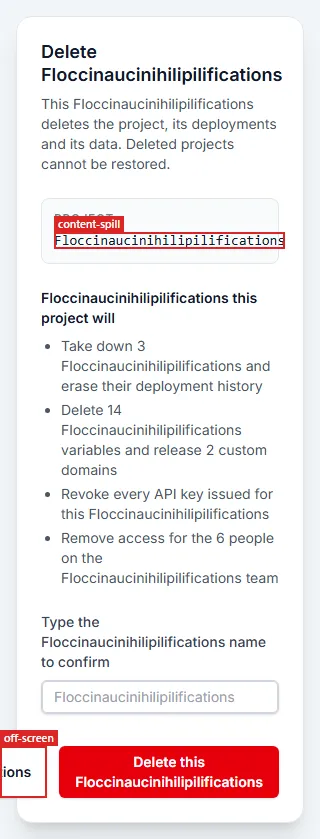 Delete
Floccinaucinihilipilifications
This Floccinaucinihilipilifications
deletes the project, its deployments
and its data. Deleted projects
cannot be restored.
content-spill
Floccinaucinihilipilifications
Floccinaucinihilipilifications this
project will
Take down 3
Floccinaucinihilipilifications and
erase their deployment history
Delete 14
Floccinaucinihilipilifications
variables and release 2 custom
domains
Revoke every API key issued for
this Floccinaucinihilipilifications
Remove access for the 6 people
on the
Floccinaucinihilipilifications team
Type the
Floccinaucinihilipilifications name
to confirm
Floccinaucinihilipilifications
off-screen
ions
Delete this
Floccinaucinihilipilifications